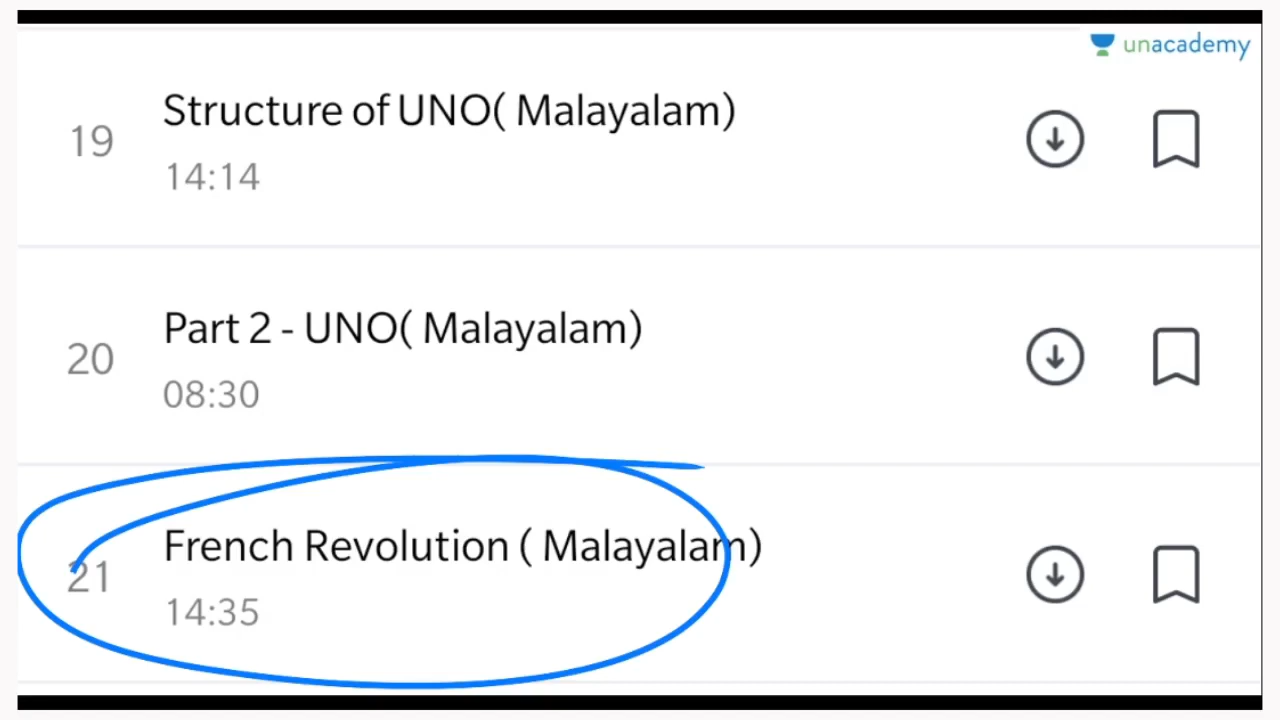 unacademy
19
Structure of UNO( Malayalam)
14:14
20
Part 2 - UNO( Malayalam)
08:30
21
French Revolution ( Malayalam)
14:35